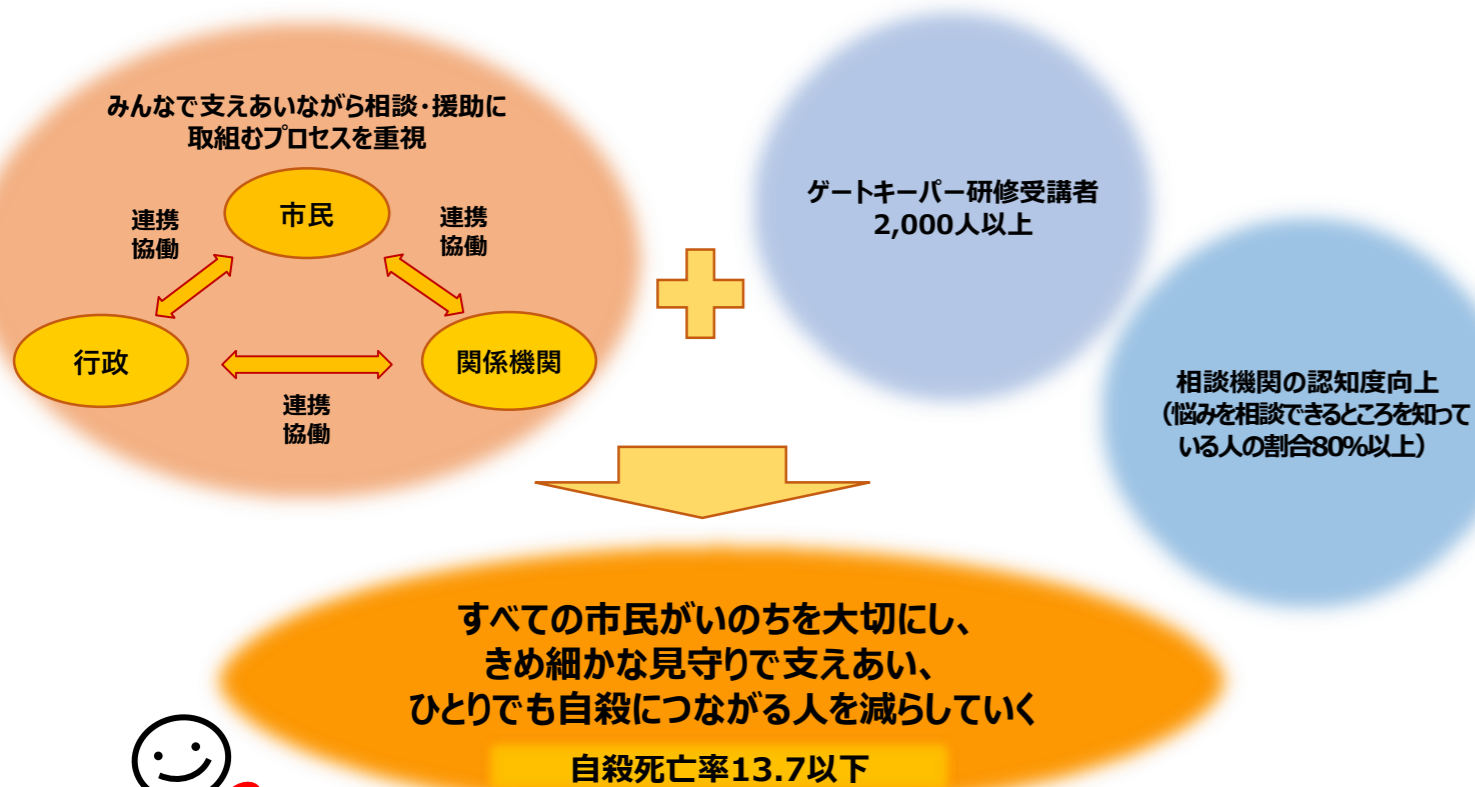 みんなで支えあいながら相談・援助に
取組むプロセスを重視
市民
連携
協働
連携
協働
行政
関係機関
連携
協働
ゲートキーパー研修受講者
2,000人以上
相談機関の認知度向上
(悩みを相談できるところを知って
いる人の割合80%以上)
すべての市民がいのちを大切にし、
きめ細かな見守りで支えあい、
ひとりでも自殺につながる人を減らしていく
自殺死亡率13.7以下